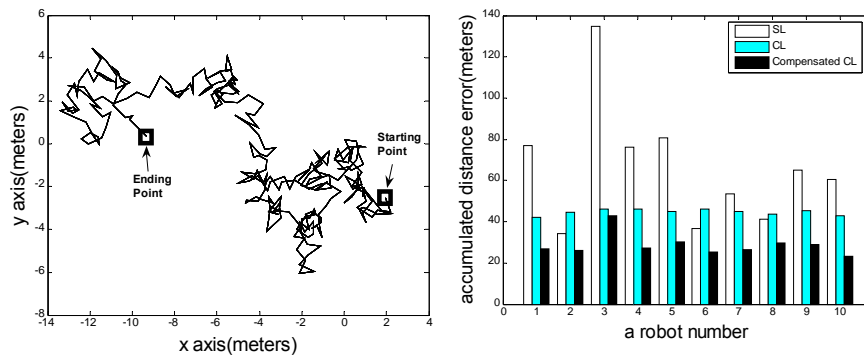 6
4
2
0
-2
-4
-6
-8
y axis(meters)
Starting
Point
Ending
Point
-14 -12 -10 -8 -6 -4 -2 0 2 4
x axis(meters)
140
120
100
80
60
40
20
0
accumulated distance error(meters)
SL
CL
Compensated CL
0 1 2 3 4 5 6 7 8 9 10
a robot number